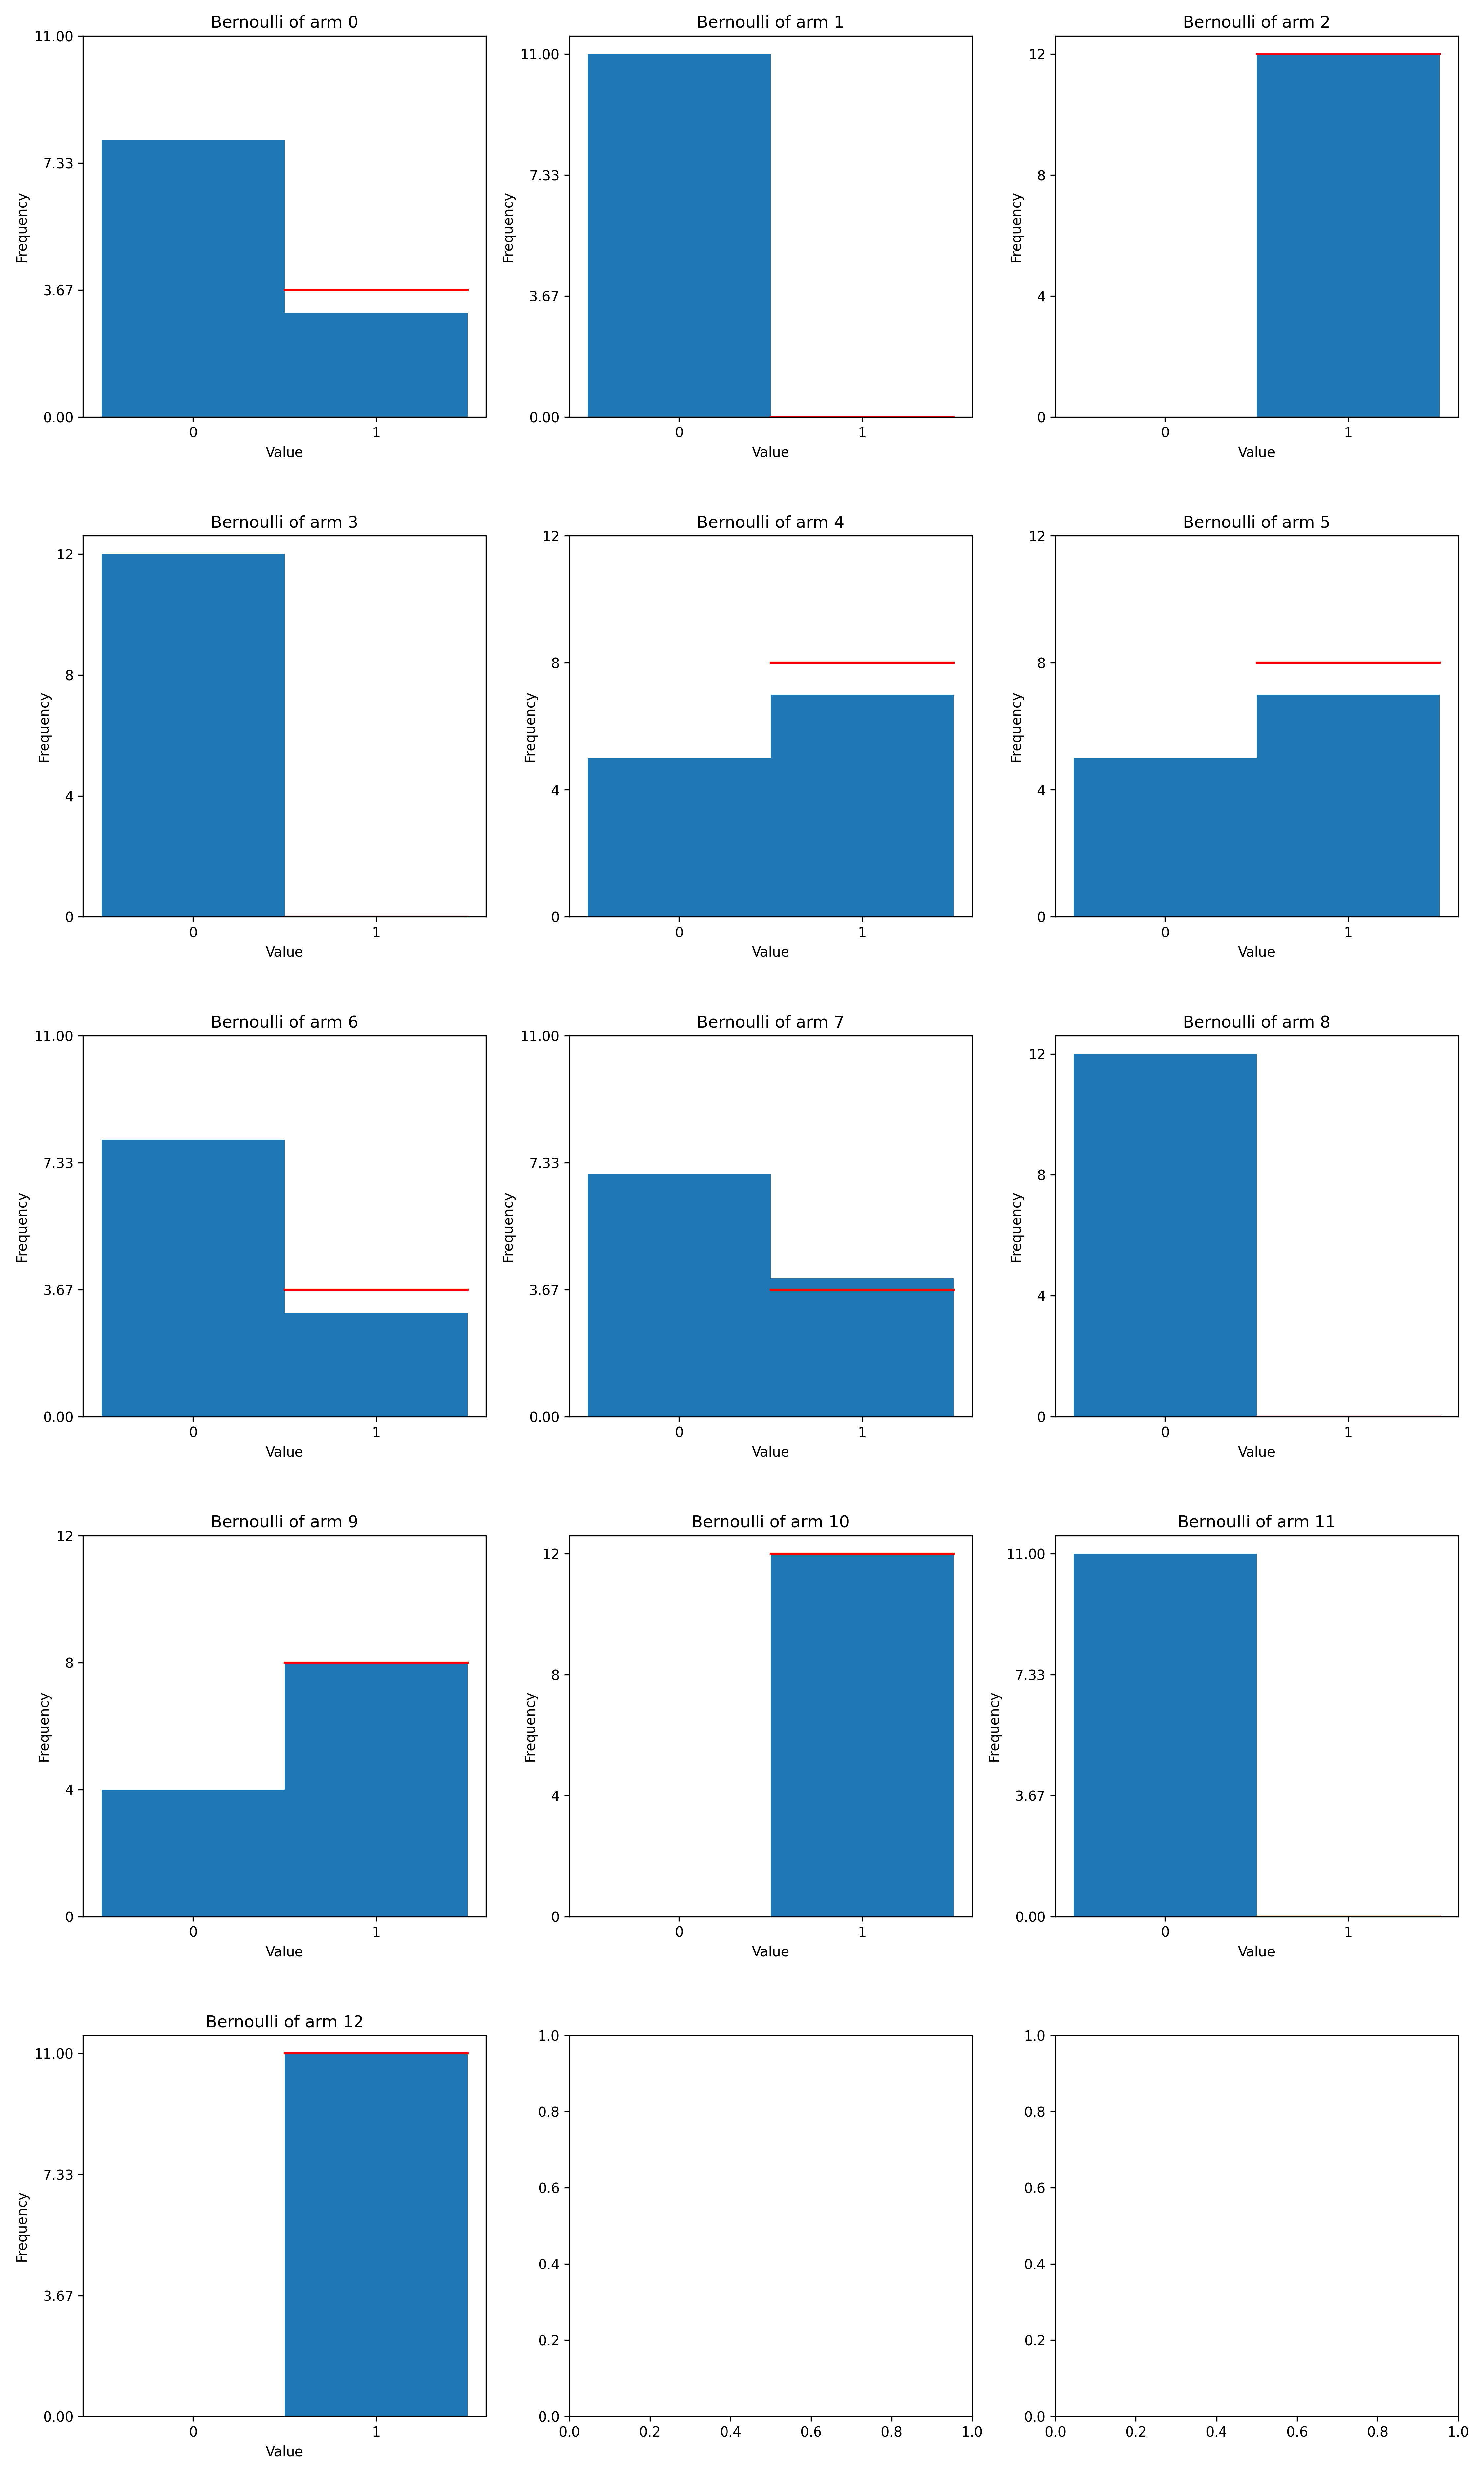 Bernoulli of arm 0
11.00
7.33
3.67
0.00
Frequency
0 1
Value
Bernoulli of arm 1
11.00
7.33
3.67
0.00
Frequency
0 1
Value
Bernoulli of arm 2
12
8
4
0
Frequency
0 1
Value
Bernoulli of arm 3
12
8
4
0
Frequency
0 1
Value
Bernoulli of arm 4
12
8
4
0
Frequency
0 1
Value
Bernoulli of arm 5
12
8
4
0
Frequency
0 1
Value
Bernoulli of arm 6
11.00
7.33
3.67
0.00
Frequency
0 1
Value
Bernoulli of arm 7
11.00
7.33
3.67
0.00
Frequency
0 1
Value
Bernoulli of arm 8
12
8
4
0
Frequency
0 1
Value
Bernoulli of arm 9
12
8
4
0
Frequency
0 1
Value
Bernoulli of arm 10
12
8
4
0
Frequency
0 1
Value
Bernoulli of arm 11
11.00
7.33
3.67
0.00
Frequency
0 1
Value
Bernoulli of arm 12
11.00
7.33
3.67
0.00
Frequency
0 1
Value
1.0
0.8
0.6
0.4
0.2
0.0
0.0 0.2 0.4 0.6 0.8 1.0
1.0
0.8
0.6
0.4
0.2
0.0
0.0 0.2 0.4 0.6 0.8 1.0